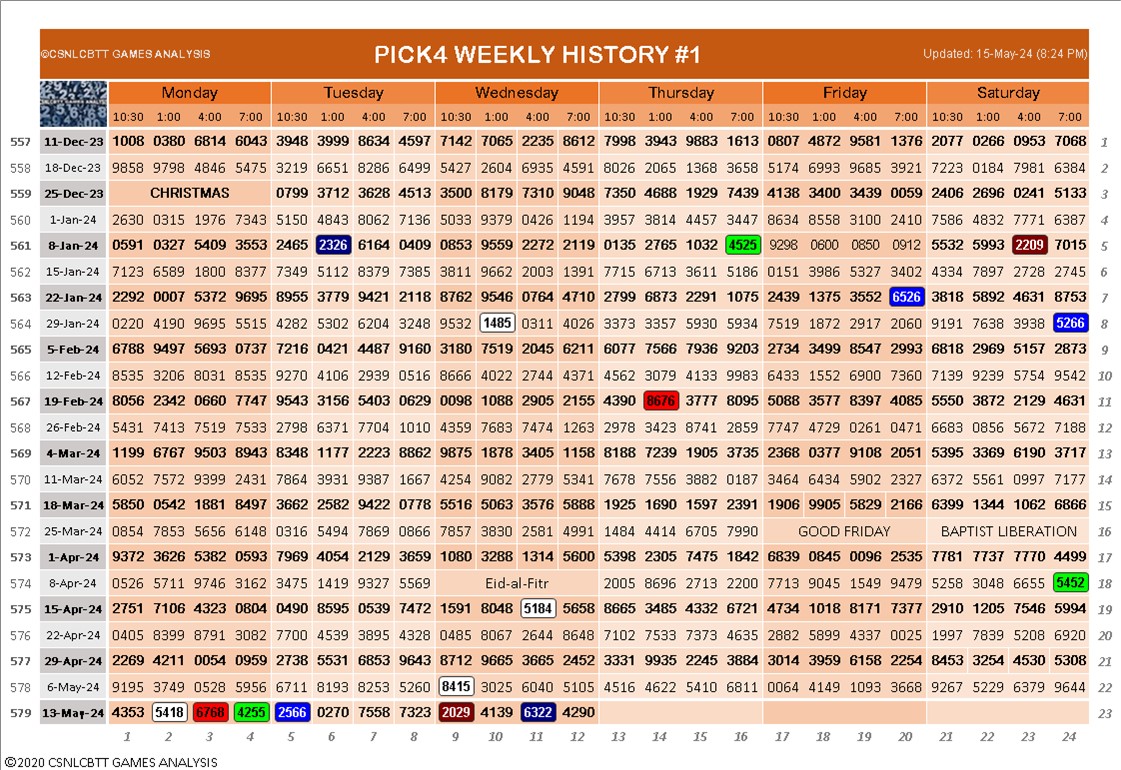 ©CSNLCBTT GAMES ANALYSIS PICK4 WEEKLY HISTORY #1 Updated: 15-May-24 (8:24 PM)
Monday Tuesday Wednesday Thursday Friday Saturday
10:30 1:00 4:00 7:00 10:30 1:00 4:00 7:00 10:30 1:00 4:00 7:00 10:30 1:00 4:00 7:00 10:30 1:00 4:00 7:00 10:30 1:00 4:00 7:00
557 11-Dec-23 1008 0380 6814 6043 3948 3999 8634 4597 7142 7065 2235 8612 7998 3943 9883 1613 0807 4872 9581 1376 2077 0266 0953 7068 1
558 18-Dec-23 9858 9798 4846 5475 3219 6651 8286 6499 5427 2604 6935 4591 8026 2065 1368 3658 5174 6993 9685 3921 7223 0184 7981 6384 2
559 25-Dec-23 CHRISTMAS 0799 3712 3628 4513 3500 8179 7310 9048 7350 4688 1929 7439 4138 3400 3439 0059 2406 2696 0241 5133 3
560 1-Jan-24 2630 0315 1976 7343 5150 4843 8062 7136 5033 9379 0426 1194 3957 3814 4457 3447 8634 8558 3100 2410 7586 4832 7771 6387 4
561 8-Jan-24 0591 0327 5409 3553 2465 2326 6164 0409 0853 9559 2272 2119 0135 2765 1032 4525 9298 0600 0850 0912 5532 5993 2209 7015 5
562 15-Jan-24 7123 6589 1800 8377 7349 5112 8379 7385 3811 9662 2003 1391 7715 6713 3611 5186 0151 3986 5327 3402 4334 7897 2728 2745 6
563 22-Jan-24 2292 0007 5372 9695 8955 3779 9421 2118 8762 9546 0764 4710 2799 6873 2291 1075 2439 1375 3552 6526 3818 5892 4631 8753 7
564 29-Jan-24 0220 4190 9695 5515 4282 5302 6204 3248 9532 1485 0311 4026 3373 3357 5930 5934 7519 1872 2917 2060 9191 7638 3938 5266 8
565 5-Feb-24 6788 9497 5693 0737 7216 0421 4487 9160 3180 7519 2045 6211 6077 7566 7936 9203 2734 3499 8547 2993 6818 2969 5157 2873 9
566 12-Feb-24 8535 3206 8031 8535 9270 4106 2939 0516 8666 4022 2744 4371 4562 3079 4133 9983 6433 1552 6900 7360 7139 9239 5754 9542 10
567 19-Feb-24 8056 2342 0660 7747 9543 3156 5403 0629 0098 1088 2905 2155 4390 8676 3777 8095 5088 3577 8397 4085 5550 3872 2129 4631 11
568 26-Feb-24 5431 7413 7519 7533 2798 6371 7704 1010 4359 7683 7474 1263 2978 3423 8741 2859 7747 4729 0261 0471 6683 0856 5672 7188 12
569 4-Mar-24 1199 6767 9503 8943 8348 1177 2223 8862 9875 1878 3405 1158 8188 7239 1905 3735 2368 0377 9108 2051 5395 3369 6190 3717 13
570 11-Mar-24 6052 7572 9399 2431 7864 3931 9387 1667 4254 9082 2779 5341 7678 7556 3882 0187 3464 6434 5902 2327 6372 5561 0997 7177 14
571 18-Mar-24 5850 0542 1881 8497 3662 2582 9422 0778 5516 5063 3576 5888 1925 1690 1597 2391 1906 9905 5829 2166 6399 1344 1062 6866 15
572 25-Mar-24 0854 7853 5656 6148 0316 5494 7869 0866 7857 3830 2581 4991 1484 4414 6705 7990 GOOD FRIDAY BAPTIST LIBERATION 16
573 1-Apr-24 9372 3626 5382 0593 7969 4054 2129 3659 1080 3288 1314 5600 5398 2305 7475 1842 6839 0845 0096 2535 7781 7737 7770 4499 17
574 8-Apr-24 0526 5711 9746 3162 3475 1419 9327 5569 Eid-al-Fitr 2005 8696 2713 2200 7713 9045 1549 9479 5258 3048 6655 5452 18
575 15-Apr-24 2751 7106 4323 0804 0490 8595 0539 7472 1591 8048 5184 5658 8665 3485 4332 6721 4734 1018 8171 7377 2910 1205 7546 5994 19
576 22-Apr-24 0405 8399 8791 3082 7700 4539 3895 4328 0485 8067 2644 8648 7102 7533 7373 4635 2882 5899 4337 0025 1997 7839 5208 6920 20
577 29-Apr-24 2269 4211 0054 0959 2738 5531 6853 9643 8712 9665 3665 2452 3331 9935 2245 3884 3014 3959 6158 2254 8453 3254 4530 5308 21
578 6-May-24 9195 3749 0528 5956 6711 8193 8253 5260 8415 3025 6040 5105 4516 4622 5410 6811 0064 4149 1093 3668 9267 5229 6379 9644 22
579 13-May-24 4353 5418 6768 4255 2566 0270 7558 7323 2029 4139 6322 4290 23
1 2 3 4 5 6 7 8 9 10 11 12 13 14 15 16 17 18 19 20 21 22 23 24
©2020 CSNLCBTT GAMES ANALYSIS